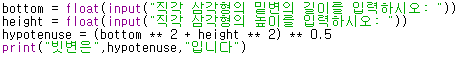 bottom = float(input("직각 삼각형의 밑변의 길이를 입력하시오: "))
height = float(input("직각 삼각형의 높이를 입력하시오: "))
hypotenuse = (bottom ** 2 + height ** 2) ** 0.5
print("빗변은",hypotenuse,"입니다")